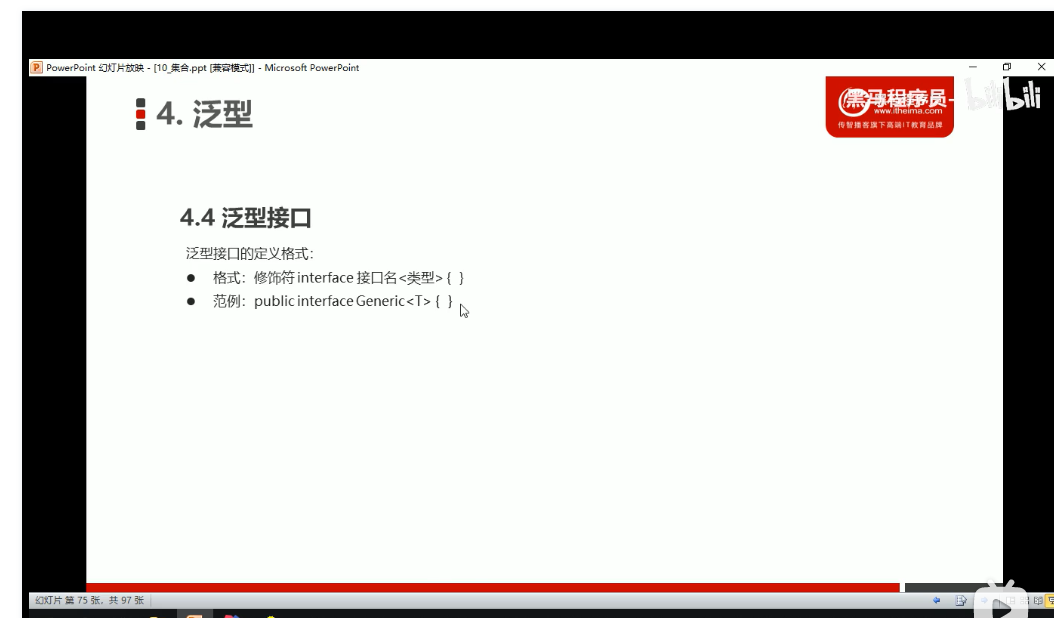 PowerPoint 幻灯片放映 - [10_集合.ppt [兼容模式]] - Microsoft PowerPoint
黑马程序员
www.itheima.com
传智播客旗下高端IT教育品牌
bilibili
4. 泛型
4.4 泛型接口
泛型接口的定义格式：
● 格式：修饰符 interface 接口名<类型> { }
● 范例：public interface Generic<T> { }
幻灯片 第 75 张，共 97 张